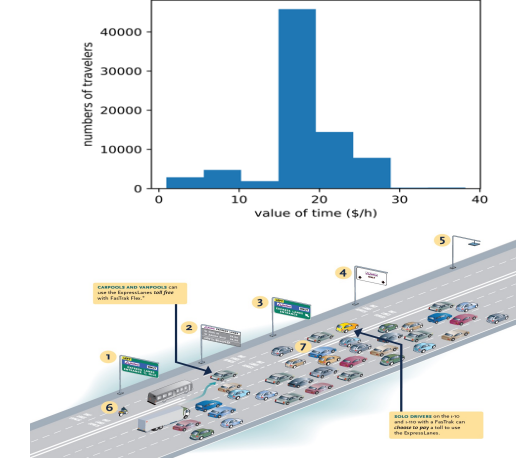 numbers of travelers
40000
30000
20000
10000
0
0
10
20
30
40
value of time ($/h)
5
4
CARPOOLS AND VANPOOLS can
use the ExpressLanes toll free
with FasTrak Flex.*
3
2
7
1
6
SOLO DRIVERS on the I-10
and I-110 with a FasTrak can
choose to pay a toll to use
the ExpressLanes.